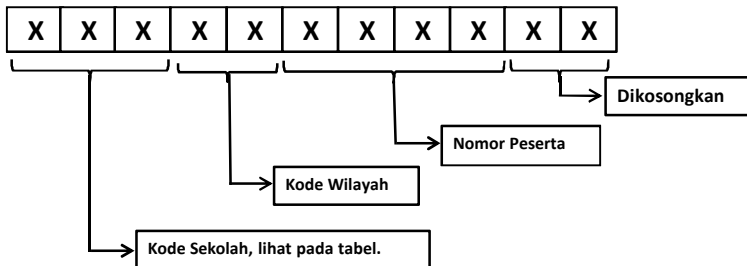 X X X X X X X X X X X
Dikosongkan
Nomor Peserta
Kode Wilayah
Kode Sekolah, lihat pada tabel.